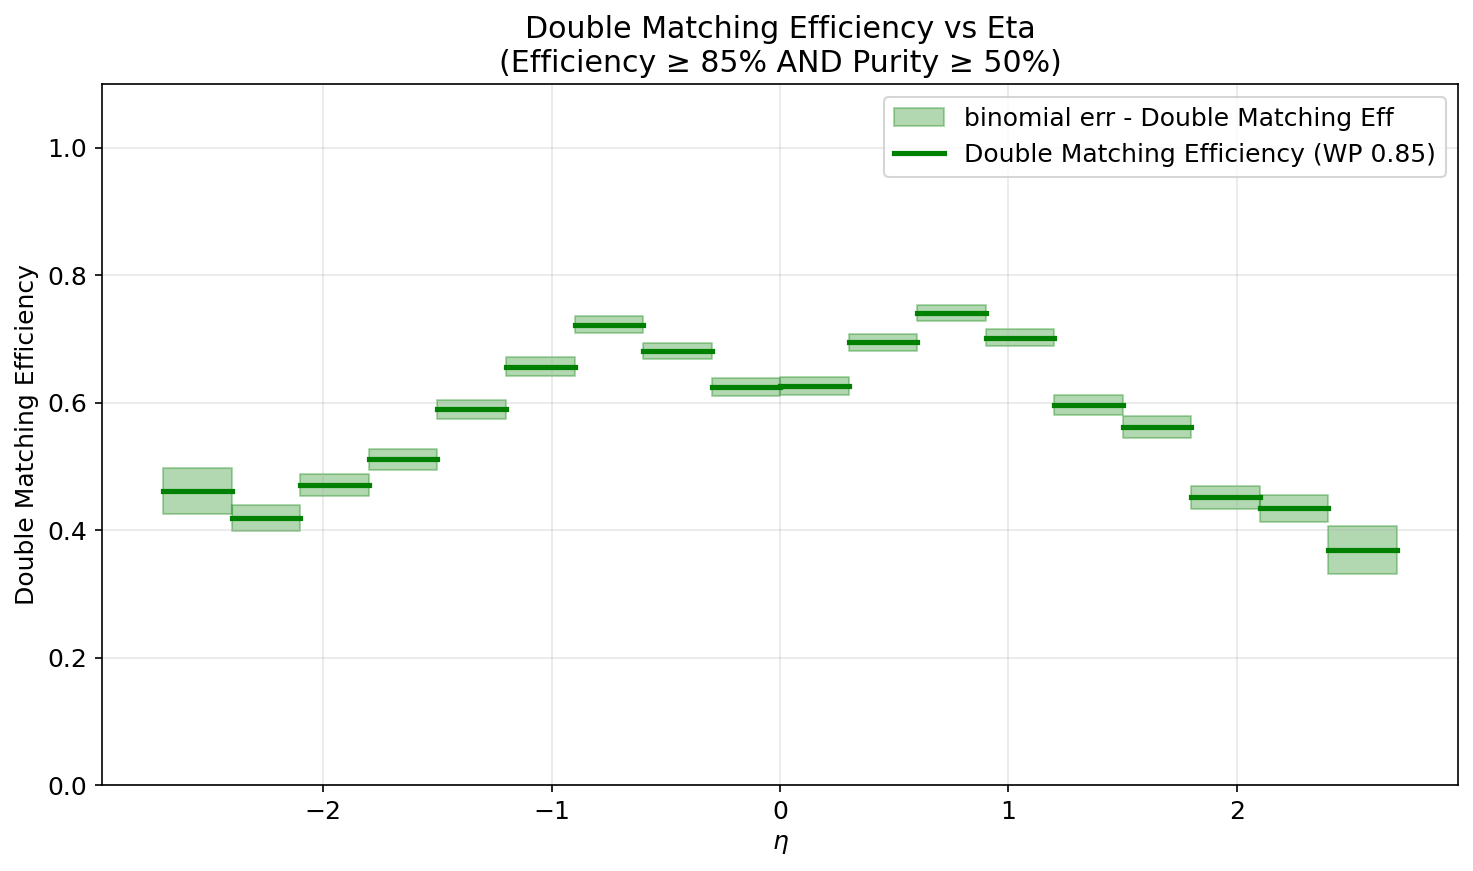 Double Matching Efficiency vs Eta
(Efficiency ≥ 85% AND Purity ≥ 50%)
binomial err - Double Matching Eff
Double Matching Efficiency (WP 0.85)
Double Matching Efficiency
1.0
0.8
0.6
0.4
0.2
0.0
−2
−1
0
1
2
η